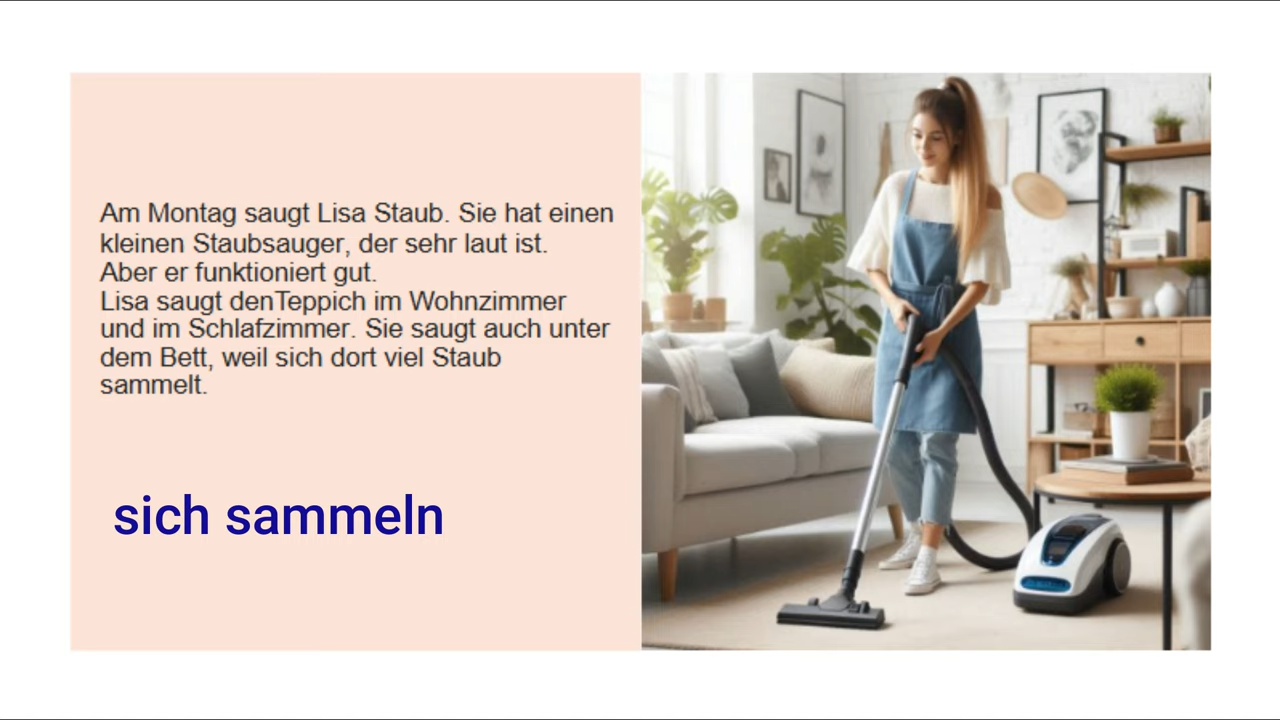 Am Montag saugt Lisa Staub. Sie hat einen
kleinen Staubsauger, der sehr laut ist.
Aber er funktioniert gut.
Lisa saugt denTeppich im Wohnzimmer
und im Schlafzimmer. Sie saugt auch unter
dem Bett, weil sich dort viel Staub
sammelt.
sich sammeln